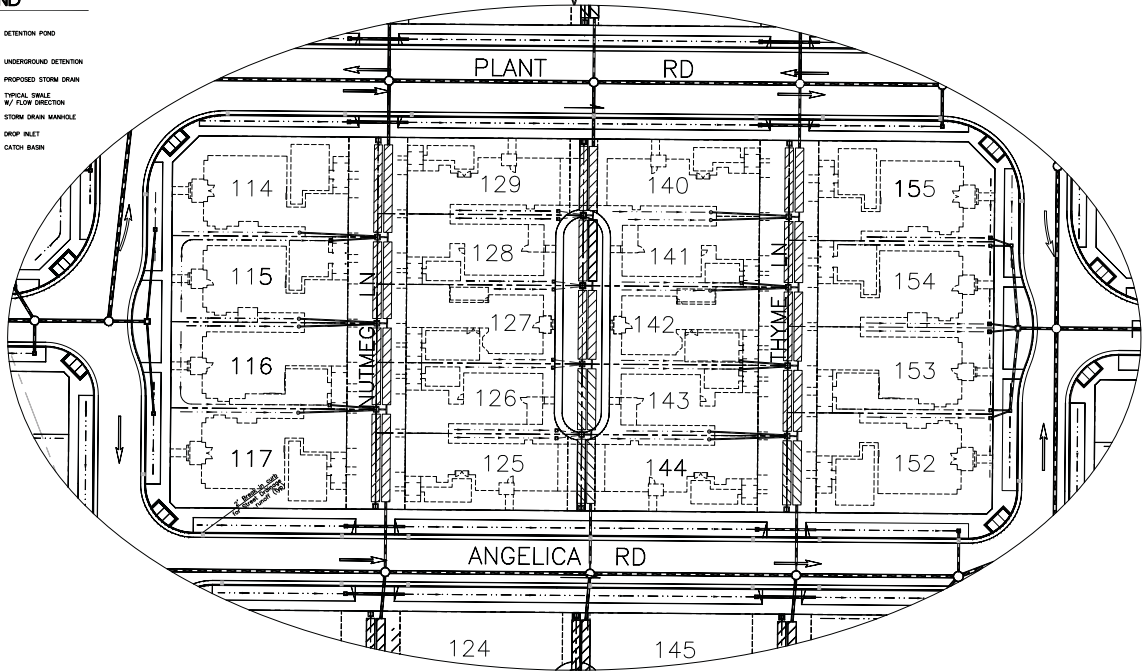 DETENTION POND
UNDERGROUND DETENTION
PROPOSED STORM DRAIN
TYPICAL SWALE
W/ FLOW DIRECTION
STORM DRAIN MANHOLE
DROP INLET
CATCH BASIN
PLANT RD
114
129
140
155
115
128
141
154
NUTMEG LN
127
142
THYME LN
116
126
143
153
117
125
144
152
ANGELICA RD
124
145